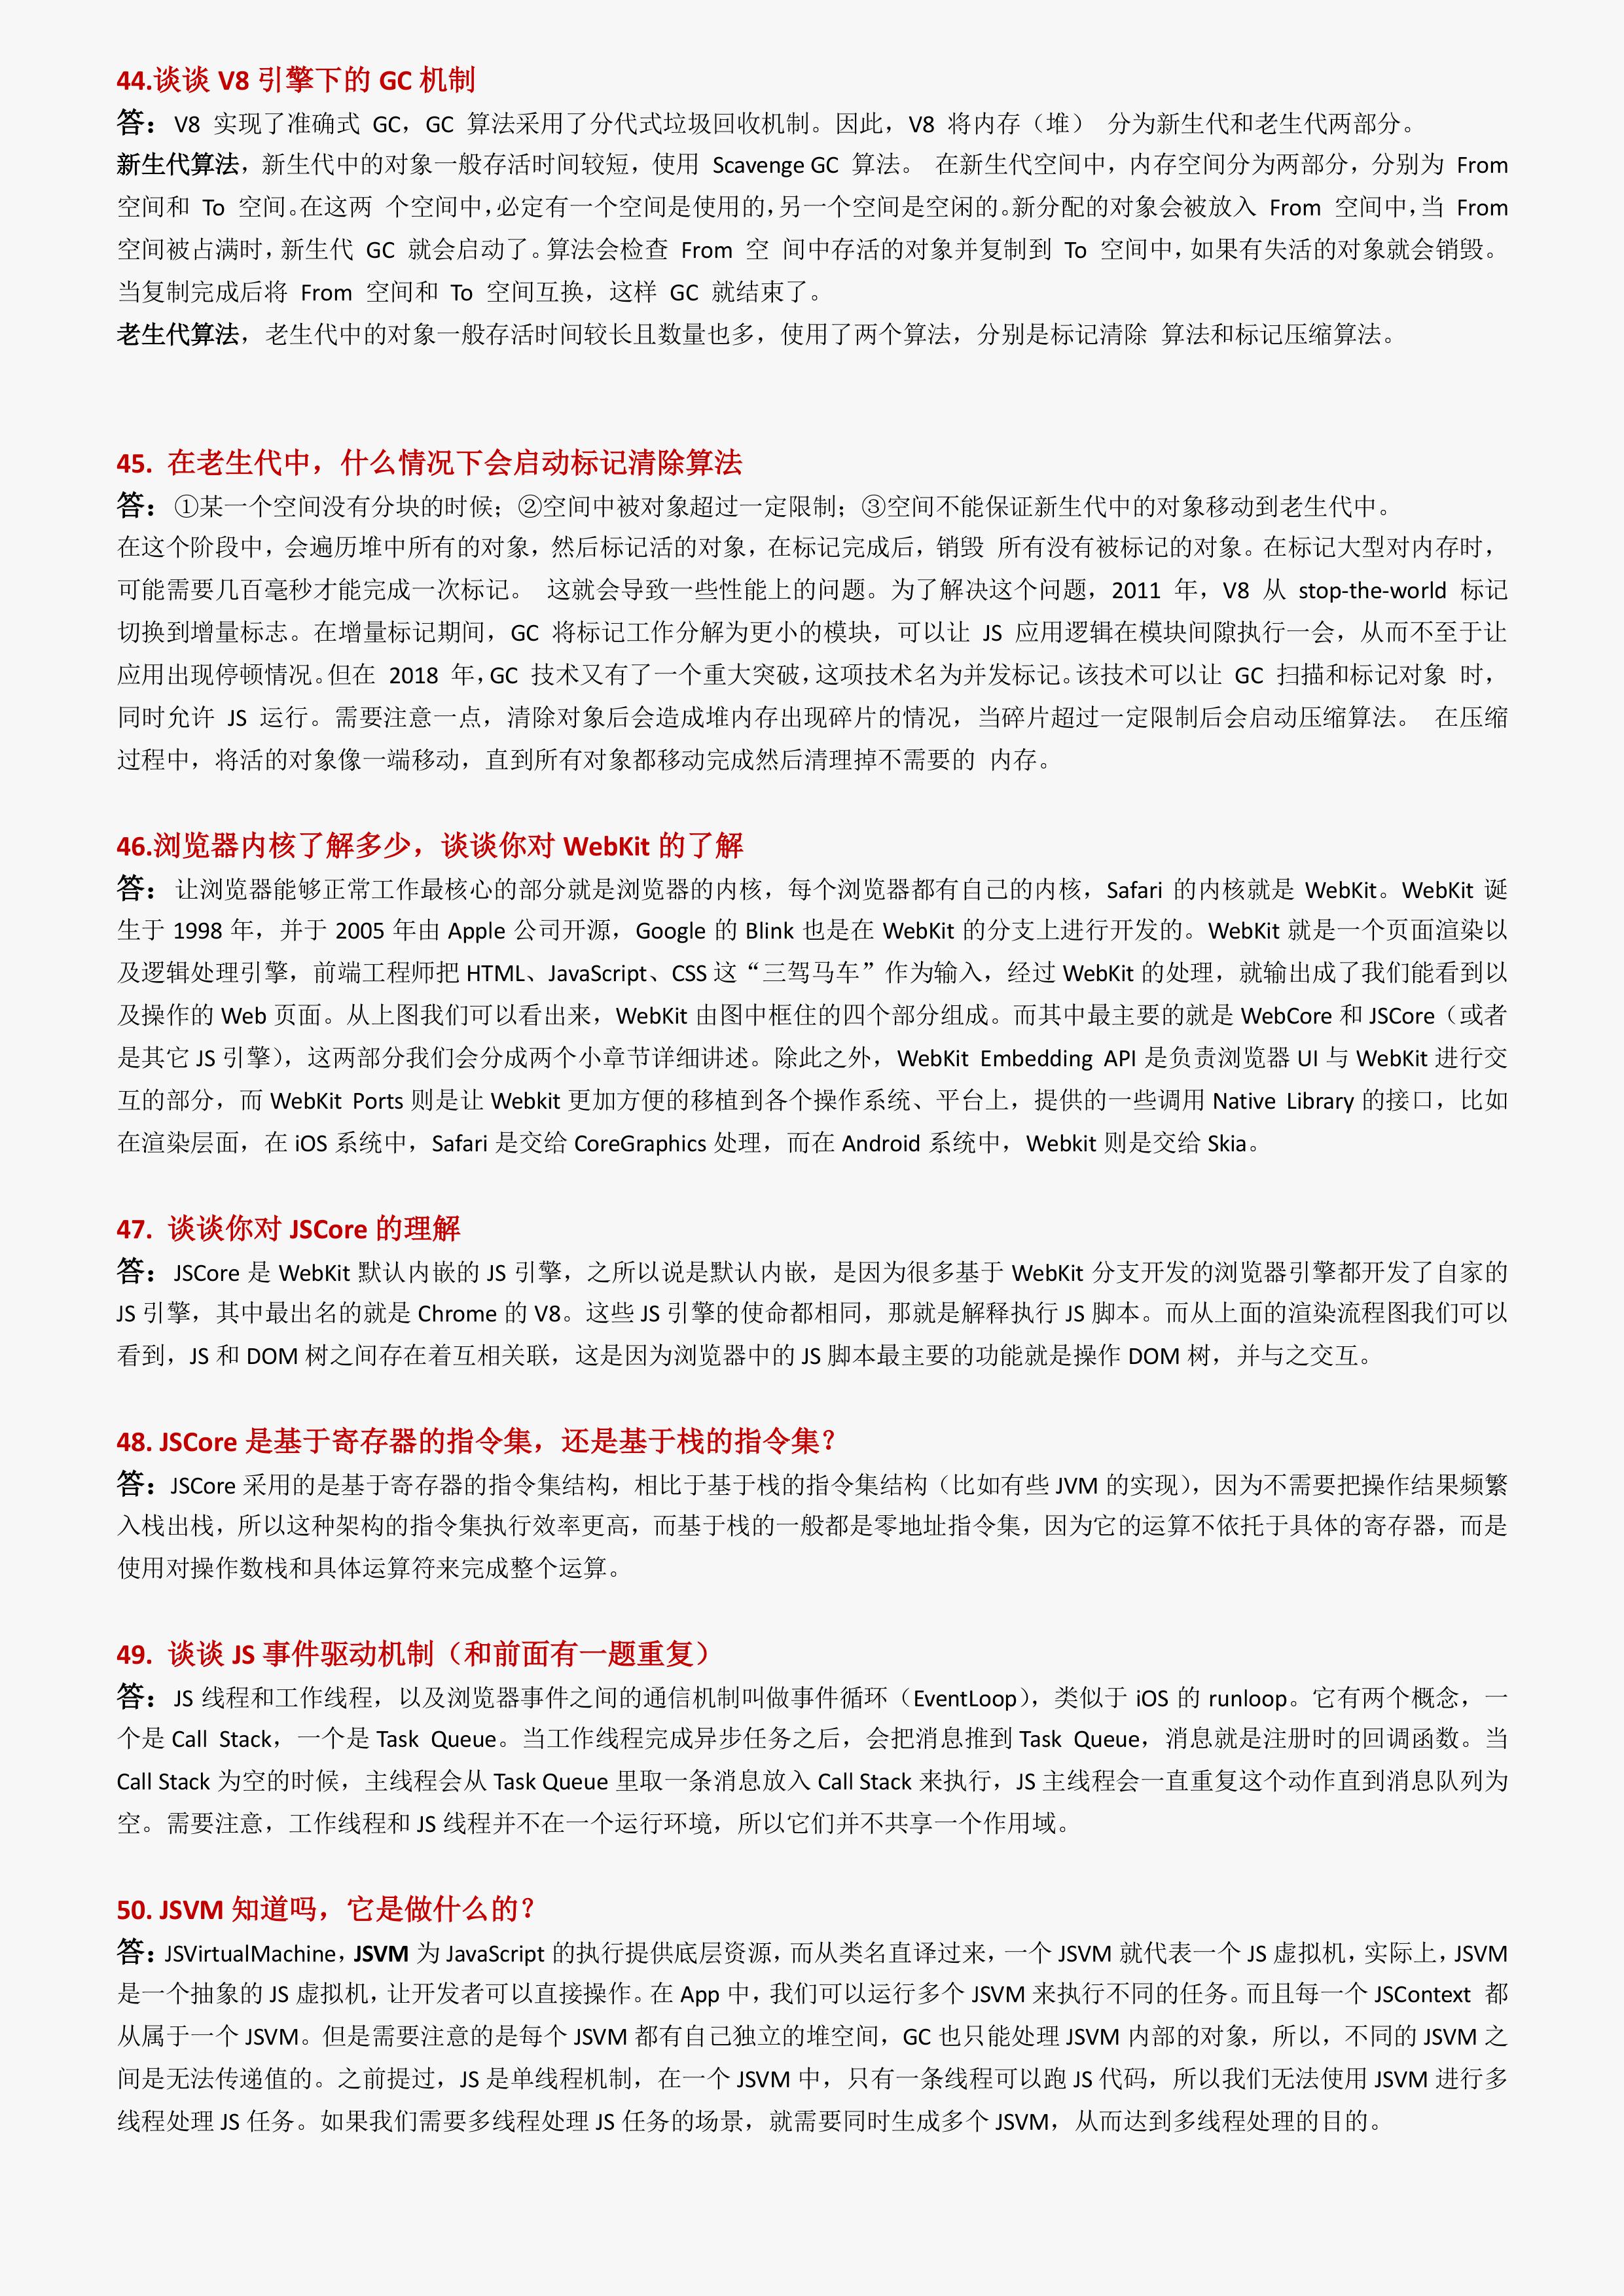 44.谈谈 V8 引擎下的 GC 机制
答： V8 实现了准确式 GC，GC 算法采用了分代式垃圾回收机制。因此，V8 将内存（堆） 分为新生代和老生代两部分。
新生代算法，新生代中的对象一般存活时间较短，使用 Scavenge GC 算法。 在新生代空间中，内存空间分为两部分，分别为 From
空间和 To 空间。在这两 个空间中，必定有一个空间是使用的，另一个空间是空闲的。新分配的对象会被放入 From 空间中，当 From
空间被占满时，新生代 GC 就会启动了。算法会检查 From 空 间中存活的对象并复制到 To 空间中，如果有失活的对象就会销毁。
当复制完成后将 From 空间和 To 空间互换，这样 GC 就结束了。
老生代算法，老生代中的对象一般存活时间较长且数量也多，使用了两个算法，分别是标记清除 算法和标记压缩算法。
45. 在老生代中，什么情况下会启动标记清除算法
答： ①某一个空间没有分块的时候；②空间中被对象超过一定限制；③空间不能保证新生代中的对象移动到老生代中。
在这个阶段中，会遍历堆中所有的对象，然后标记活的对象，在标记完成后，销毁 所有没有被标记的对象。在标记大型对内存时，
可能需要几百毫秒才能完成一次标记。 这就会导致一些性能上的问题。为了解决这个问题，2011 年，V8 从 stop-the-world 标记
切换到增量标志。在增量标记期间，GC 将标记工作分解为更小的模块，可以让 JS 应用逻辑在模块间隙执行一会，从而不至于让
应用出现停顿情况。但在 2018 年，GC 技术又有了一个重大突破，这项技术名为并发标记。该技术可以让 GC 扫描和标记对象 时，
同时允许 JS 运行。需要注意一点，清除对象后会造成堆内存出现碎片的情况，当碎片超过一定限制后会启动压缩算法。 在压缩
过程中，将活的对象像一端移动，直到所有对象都移动完成然后清理掉不需要的 内存。
46.浏览器内核了解多少，谈谈你对 WebKit 的了解
答： 让浏览器能够正常工作最核心的部分就是浏览器的内核，每个浏览器都有自己的内核，Safari 的内核就是 WebKit。WebKit 诞
生于 1998 年，并于 2005 年由 Apple 公司开源，Google 的 Blink 也是在 WebKit 的分支上进行开发的。WebKit 就是一个页面渲染以
及逻辑处理引擎，前端工程师把 HTML、JavaScript、CSS 这“三驾马车”作为输入，经过 WebKit 的处理，就输出成了我们能看到以
及操作的 Web 页面。从上图我们可以看出来，WebKit 由图中框住的四个部分组成。而其中最主要的就是 WebCore 和 JSCore（或者
是其它 JS 引擎），这两部分我们会分成两个小章节详细讲述。除此之外，WebKit Embedding API 是负责浏览器 UI 与 WebKit 进行交
互的部分，而 WebKit Ports 则是让 Webkit 更加方便的移植到各个操作系统、平台上，提供的一些调用 Native Library 的接口，比如
在渲染层面，在 iOS 系统中，Safari 是交给 CoreGraphics 处理，而在 Android 系统中，Webkit 则是交给 Skia。
47. 谈谈你对 JSCore 的理解
答： JSCore 是 WebKit 默认内嵌的 JS 引擎，之所以说是默认内嵌，是因为很多基于 WebKit 分支开发的浏览器引擎都开发了自家的
JS 引擎，其中最出名的就是 Chrome 的 V8。这些 JS 引擎的使命都相同，那就是解释执行 JS 脚本。而从上面的渲染流程图我们可以
看到，JS 和 DOM 树之间存在着互相关联，这是因为浏览器中的 JS 脚本最主要的功能就是操作 DOM 树，并与之交互。
48. JSCore 是基于寄存器的指令集，还是基于栈的指令集？
答：JSCore 采用的是基于寄存器的指令集结构，相比于基于栈的指令集结构（比如有些 JVM 的实现），因为不需要把操作结果频繁
入栈出栈，所以这种架构的指令集执行效率更高，而基于栈的一般都是零地址指令集，因为它的运算不依托于具体的寄存器，而是
使用对操作数栈和具体运算符来完成整个运算。
49. 谈谈 JS 事件驱动机制（和前面有一题重复）
答： JS 线程和工作线程，以及浏览器事件之间的通信机制叫做事件循环（EventLoop），类似于 iOS 的 runloop。它有两个概念，一
个是 Call Stack，一个是 Task Queue。当工作线程完成异步任务之后，会把消息推到 Task Queue，消息就是注册时的回调函数。当
Call Stack 为空的时候，主线程会从 Task Queue 里取一条消息放入 Call Stack 来执行，JS 主线程会一直重复这个动作直到消息队列为
空。需要注意，工作线程和 JS 线程并不在一个运行环境，所以它们并不共享一个作用域。
50. JSVM 知道吗，它是做什么的？
答：JSVirtualMachine，JSVM 为 JavaScript 的执行提供底层资源，而从类名直译过来，一个 JSVM 就代表一个 JS 虚拟机，实际上，JSVM
是一个抽象的 JS 虚拟机，让开发者可以直接操作。在 App 中，我们可以运行多个 JSVM 来执行不同的任务。而且每一个 JSContext 都
从属于一个 JSVM。但是需要注意的是每个 JSVM 都有自己独立的堆空间，GC 也只能处理 JSVM 内部的对象，所以，不同的 JSVM 之
间是无法传递值的。之前提过，JS 是单线程机制，在一个 JSVM 中，只有一条线程可以跑 JS 代码，所以我们无法使用 JSVM 进行多
线程处理 JS 任务。如果我们需要多线程处理 JS 任务的场景，就需要同时生成多个 JSVM，从而达到多线程处理的目的。